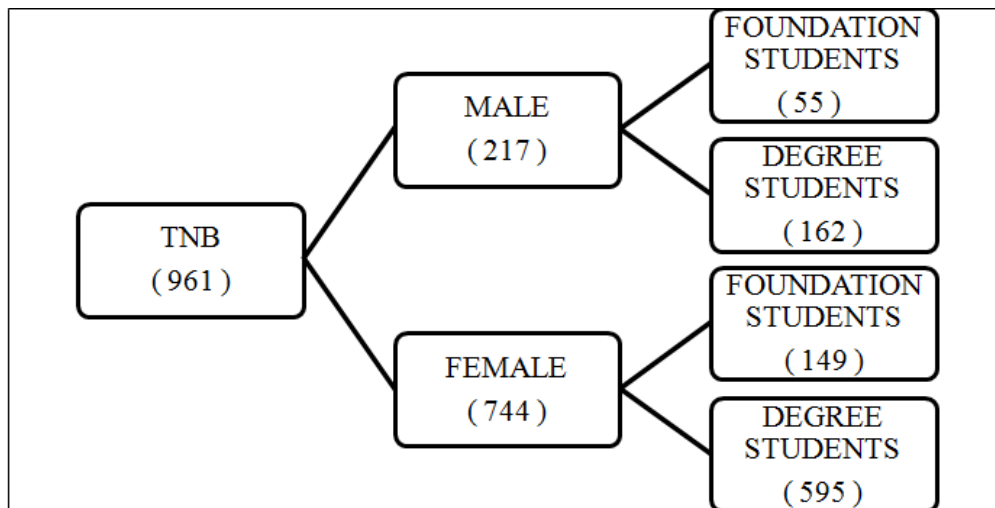 TNB
( 961 )
MALE
( 217 )
FEMALE
( 744 )
FOUNDATION
STUDENTS
( 55 )
DEGREE
STUDENTS
( 162 )
FOUNDATION
STUDENTS
( 149 )
DEGREE
STUDENTS
( 595 )